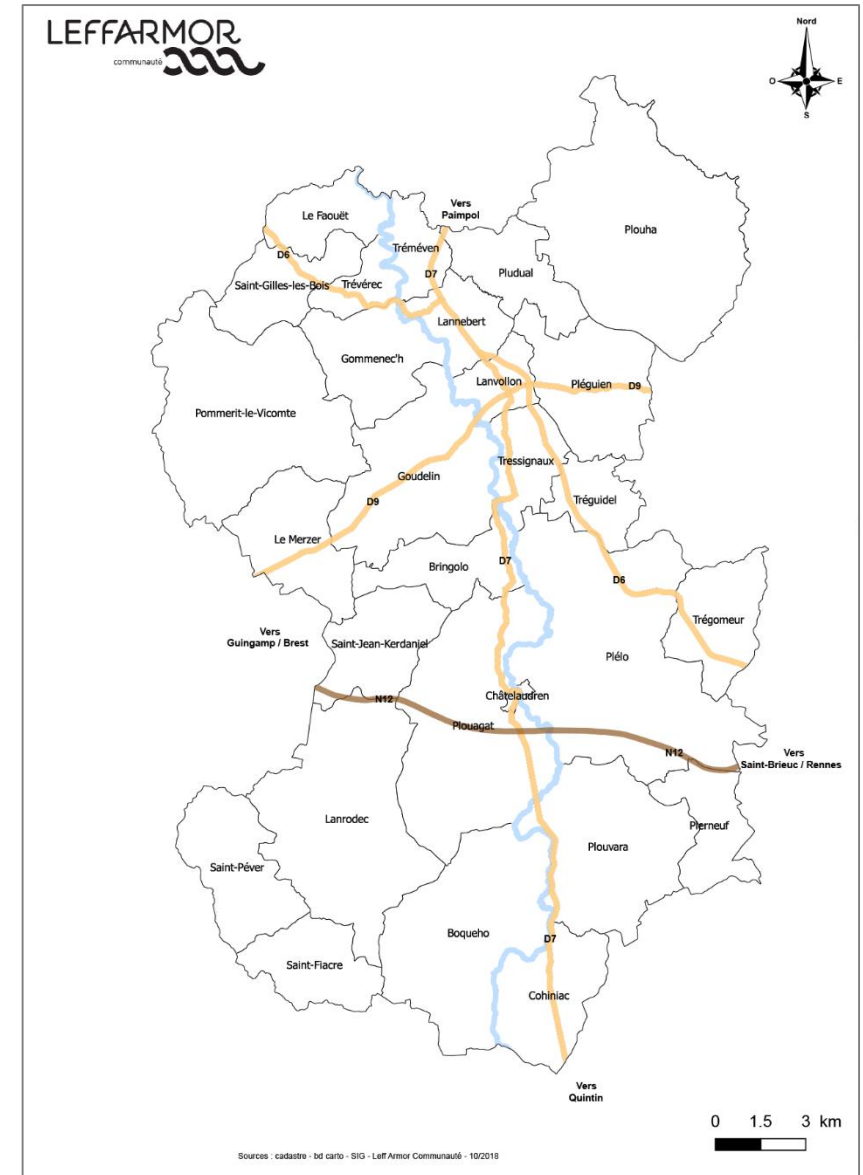 LEFFARMOR
communauté
Nord
O
E
S
Vers
Paimpol
Le Faouët
Plouha
Tréméven
D6
D7
Pludual
Saint-Gilles-les-Bois
Trévérec
Lannebert
Gommenec'h
Lanvollon
Pléguien
D9
Pommerit-le-Vicomte
Tressignaux
Goudelin
Tréguidel
D9
Le Merzer
D7
Bringolo
D6
Trégomeur
Vers
Guingamp / Brest
Saint-Jean-Kerdaniel
Plélo
Châtelaudren
N12
Plouagat
N12
Vers
Saint-Brieuc / Rennes
Lanrodec
Plerneuf
Plouvara
Saint-Péver
Boqueho
D7
Saint-Fiacre
Cohiniac
Vers
Quintin
0 1.5 3 km
Sources : cadastre - bd carto - SIG - Leff Armor Communauté - 10/2018